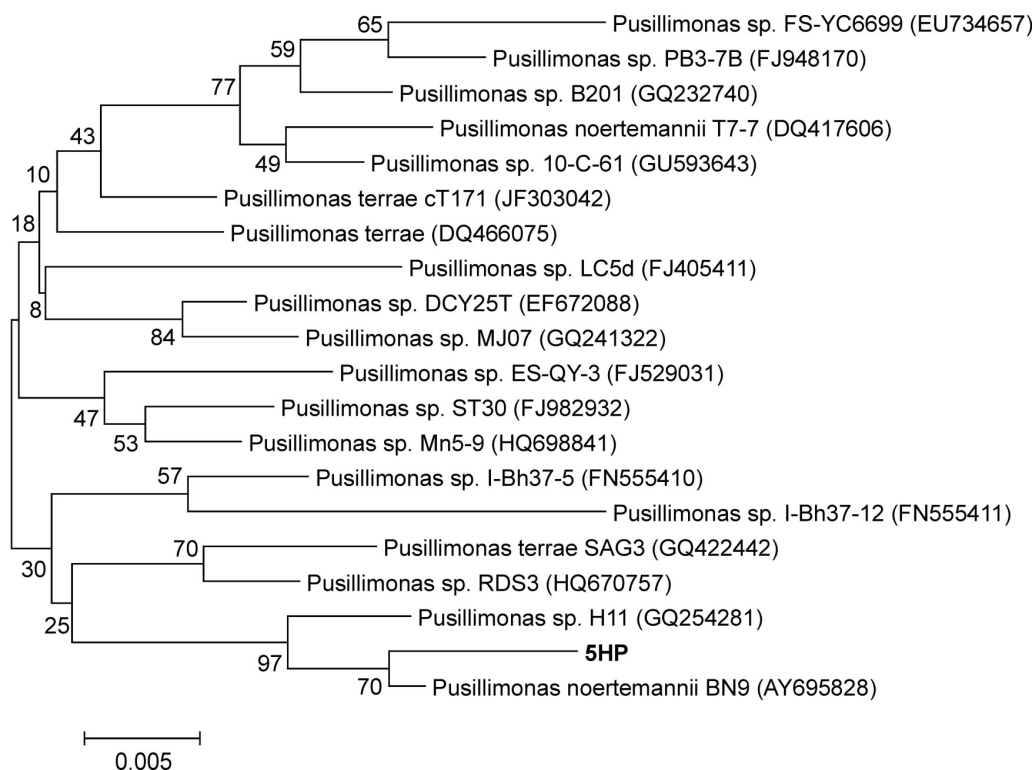 65
Pusillimonas sp. FS-YC6699 (EU734657)
59
Pusillimonas sp. PB3-7B (FJ948170)
77
Pusillimonas sp. B201 (GQ232740)
43
Pusillimonas noertemannii T7-7 (DQ417606)
49
Pusillimonas sp. 10-C-61 (GU593643)
10
Pusillimonas terrae cT171 (JF303042)
18
Pusillimonas terrae (DQ466075)
Pusillimonas sp. LC5d (FJ405411)
8
Pusillimonas sp. DCY25T (EF672088)
84
Pusillimonas sp. MJ07 (GQ241322)
Pusillimonas sp. ES-QY-3 (FJ529031)
47
Pusillimonas sp. ST30 (FJ982932)
53
Pusillimonas sp. Mn5-9 (HQ698841)
57
Pusillimonas sp. I-Bh37-5 (FN555410)
Pusillimonas sp. I-Bh37-12 (FN555411)
30
70
Pusillimonas terrae SAG3 (GQ422442)
Pusillimonas sp. RDS3 (HQ670757)
25
Pusillimonas sp. H11 (GQ254281)
97
5HP
70
Pusillimonas noertemannii BN9 (AY695828)
0.005